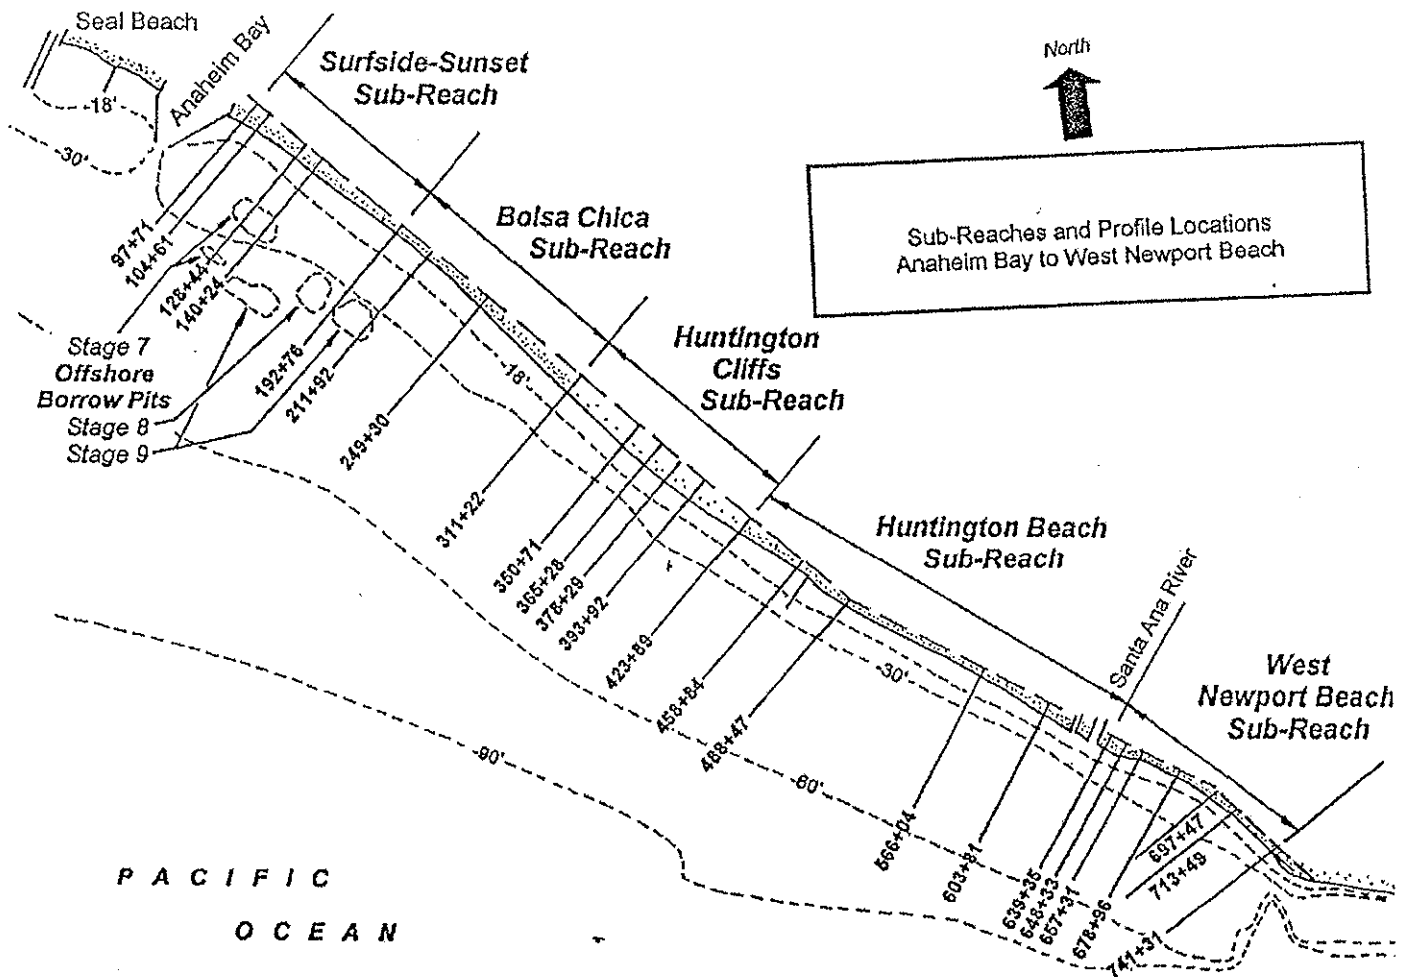 Seal Beach
Anaheim Bay
Surfside-Sunset
Sub-Reach
North
-18'
-30'
Bolsa Chica
Sub-Reach
Sub-Reaches and Profile Locations
Anaheim Bay to West Newport Beach
97+71
104+61
128+44
140+24
Stage 7
Offshore
Borrow Pits
Stage 8
Stage 9
192+76
211+92
249+30
-18'
Huntington
Cliffs
Sub-Reach
311+22
350+71
365+28
378+29
393+92
423+89
458+84
488+47
Huntington Beach
Sub-Reach
Santa Ana River
-30'
West
Newport Beach
Sub-Reach
-90'
-60'
566+04
603+81
639+35
648+33
657+31
678+96
697+47
713+49
741+31
PACIFIC
OCEAN